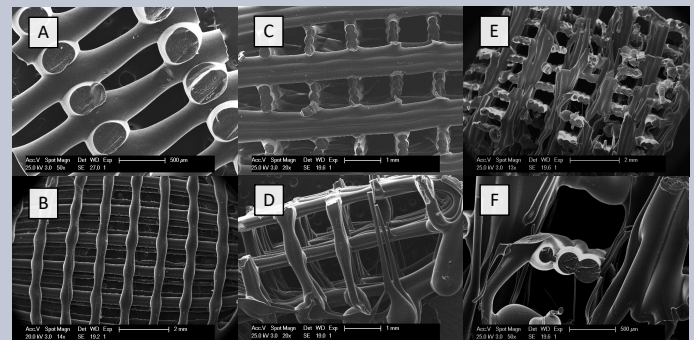 A
Acc.V Spot Magn Det WD Exp 500 µm
25.0 kV 3.0 50x SE 27.0 1
C
Acc.V Spot Magn Det WD Exp 1 mm
25.0 kV 3.0 20x SE 19.6 1
E
Acc.V Spot Magn Det WD Exp 2 mm
25.0 kV 3.0 13x SE 19.6 1
B
Acc.V Spot Magn Det WD Exp 2 mm
20.0 kV 3.0 14x SE 19.2 1
D
Acc.V Spot Magn Det WD Exp 1 mm
25.0 kV 3.0 20x SE 19.0 1
F
Acc.V Spot Magn Det WD Exp 500 µm
25.0 kV 3.0 50x SE 19.6 1